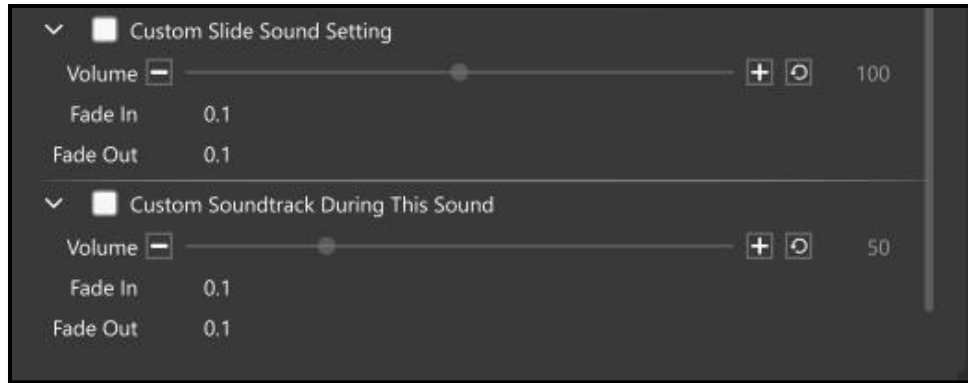 Custom Slide Sound Setting
Volume 100
Fade In 0.1
Fade Out 0.1
Custom Soundtrack During This Sound
Volume 50
Fade In 0.1
Fade Out 0.1